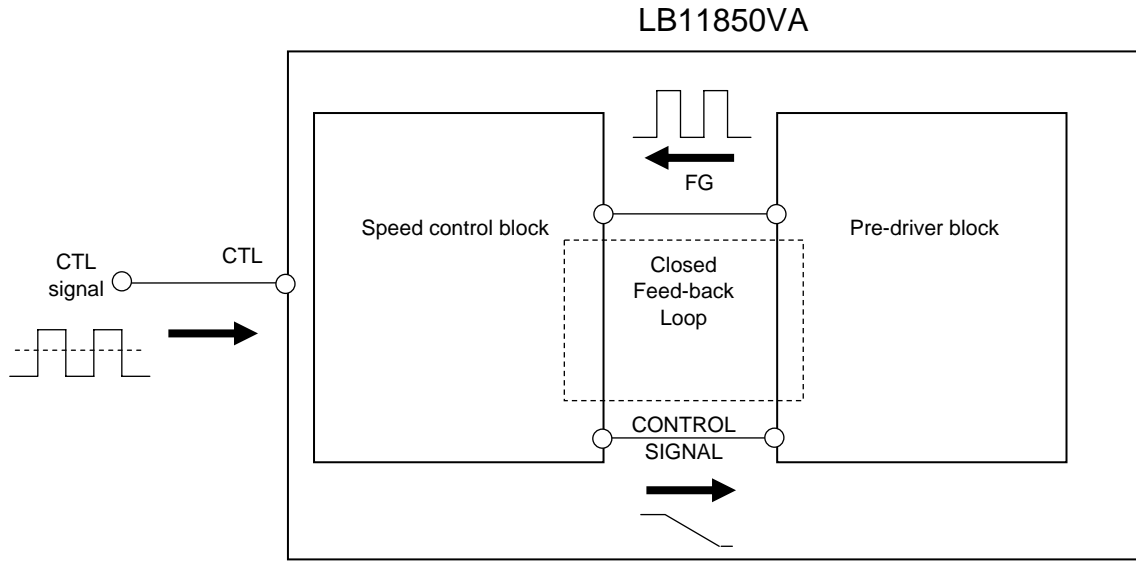 LB11850VA
FG
Speed control block
Pre-driver block
CTL
signal
CTL
Closed
Feed-back
Loop
CONTROL
SIGNAL